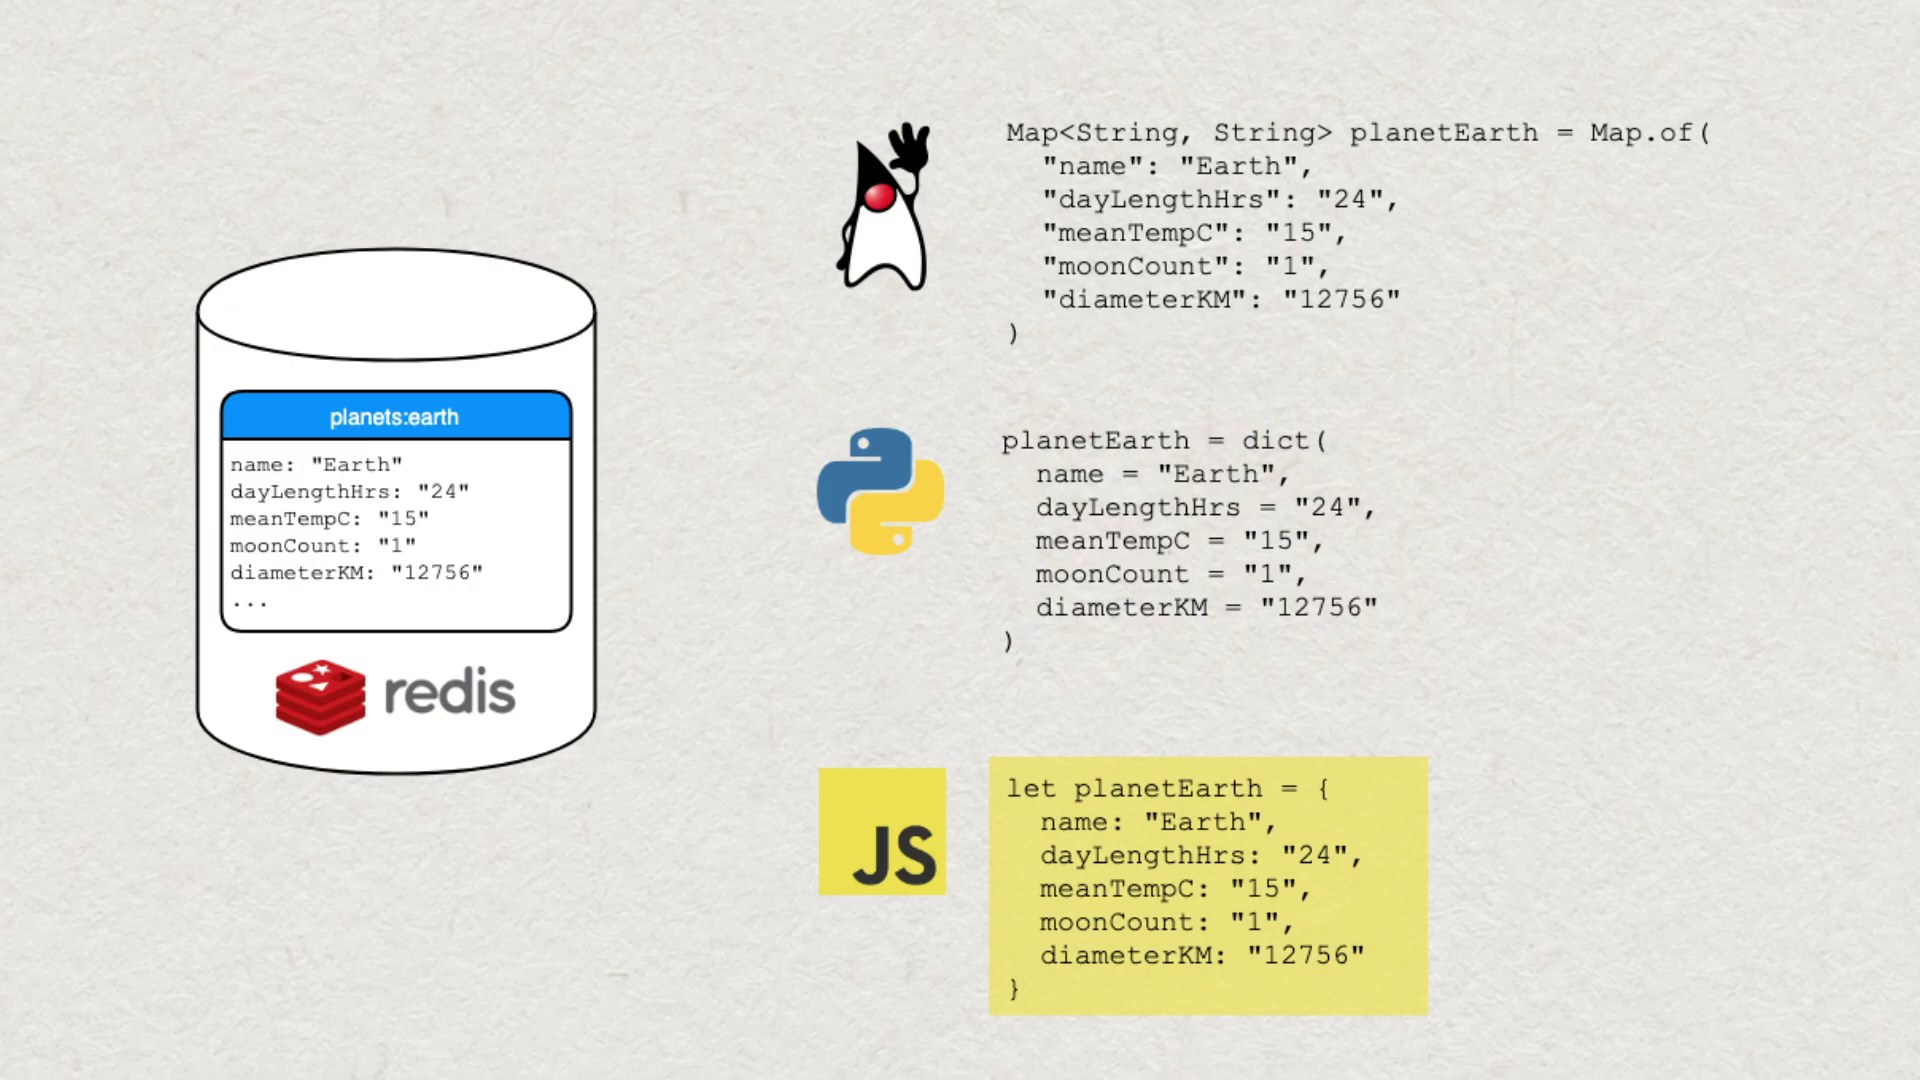 planets:earth
name: "Earth"
dayLengthHrs: "24"
meanTempC: "15"
moonCount: "1"
diameterKM: "12756"
...
redis
Map<String, String> planetEarth = Map.of(
"name": "Earth",
"dayLengthHrs": "24",
"meanTempC": "15",
"moonCount": "1",
"diameterKM": "12756"
)
planetEarth = dict(
name = "Earth",
dayLengthHrs = "24",
meanTempC = "15",
moonCount = "1",
diameterKM = "12756"
)
JS
let planetEarth = {
name: "Earth",
dayLengthHrs: "24",
meanTempC: "15",
moonCount: "1",
diameterKM: "12756"
}